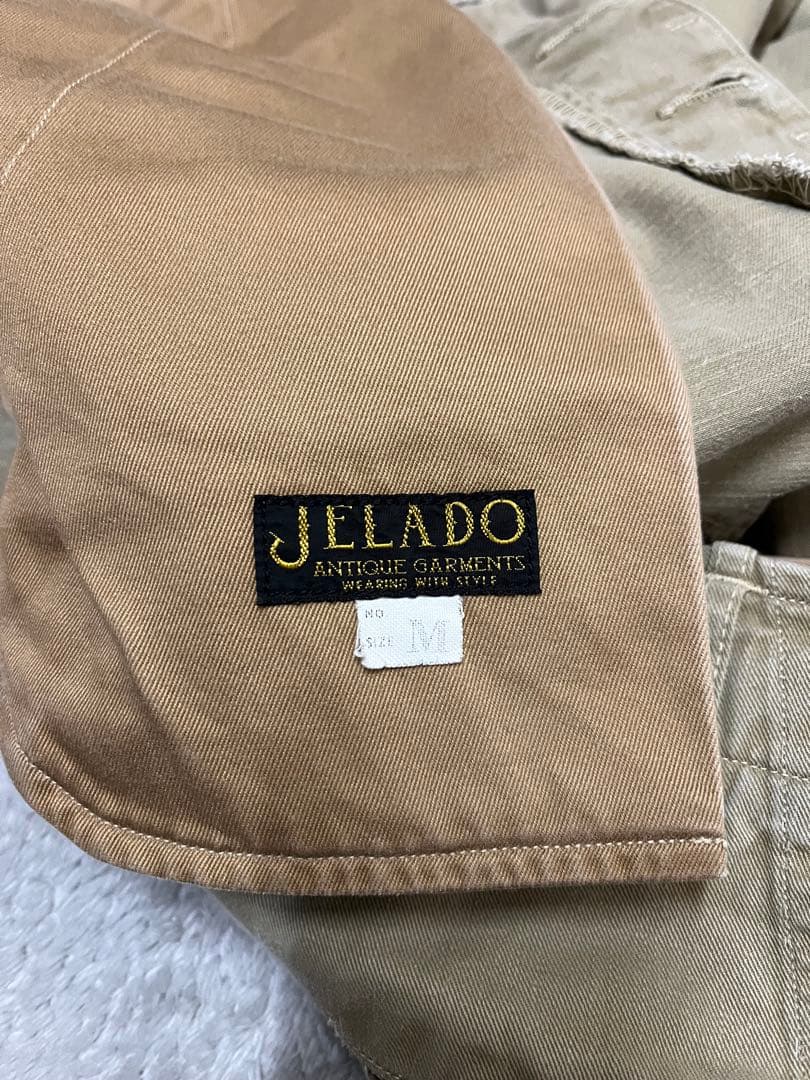 JELADO
ANTIQUE GARMENTS
WEARING WITH STYLE
NO
SIZE M